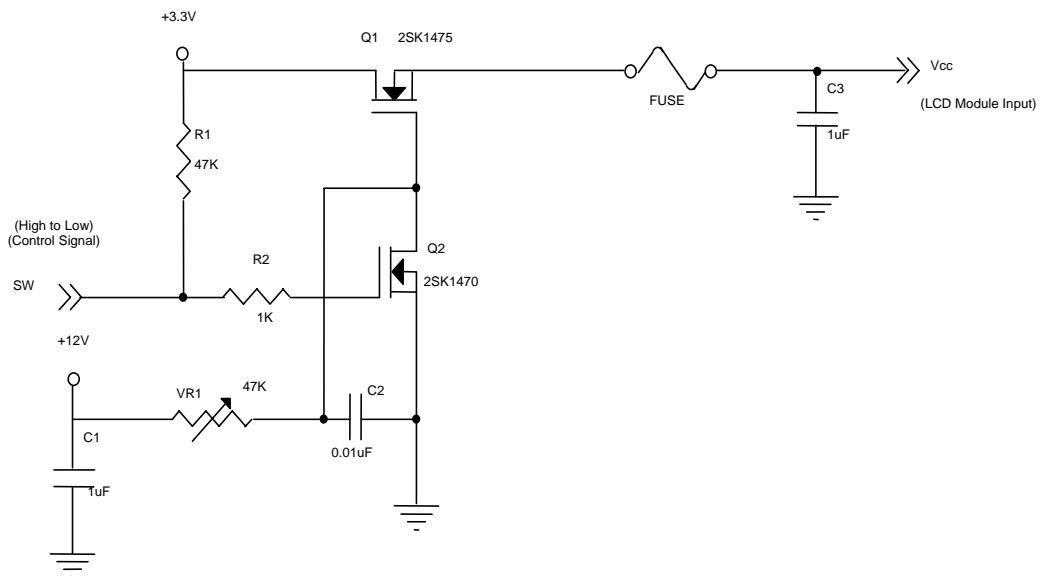 +3.3V
Q1 2SK1475
FUSE
Vcc
C3
(LCD Module Input)
1uF
R1
47K
(High to Low)
(Control Signal)
SW
R2
1K
Q2
2SK1470
+12V
VR1
47K
C2
0.01uF
C1
1uF